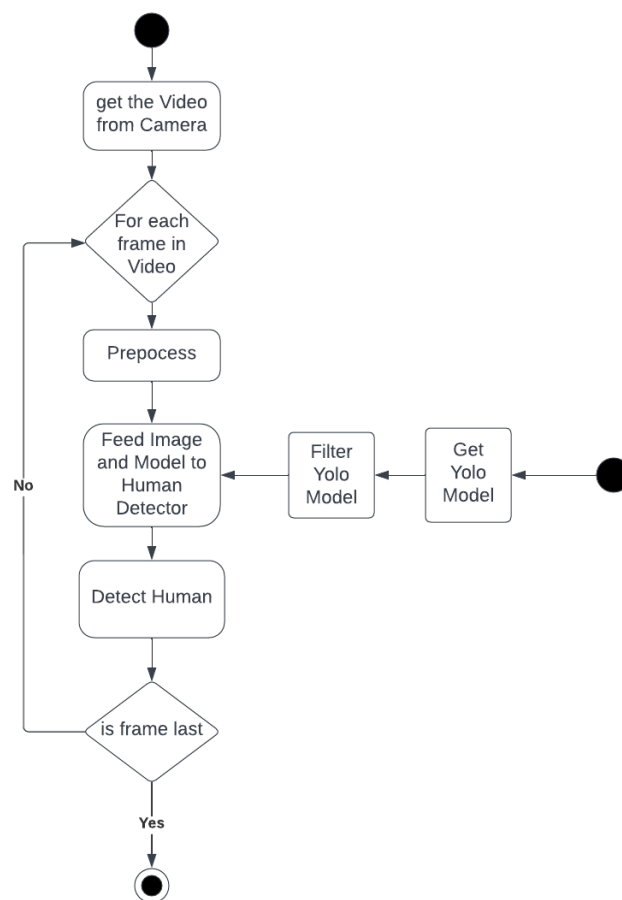 get the Video
from Camera
For each
frame in
Video
Prepocess
Feed Image
and Model to
Human
Detector
Filter
Yolo
Model
Get
Yolo
Model
No
Detect Human
is frame last
Yes